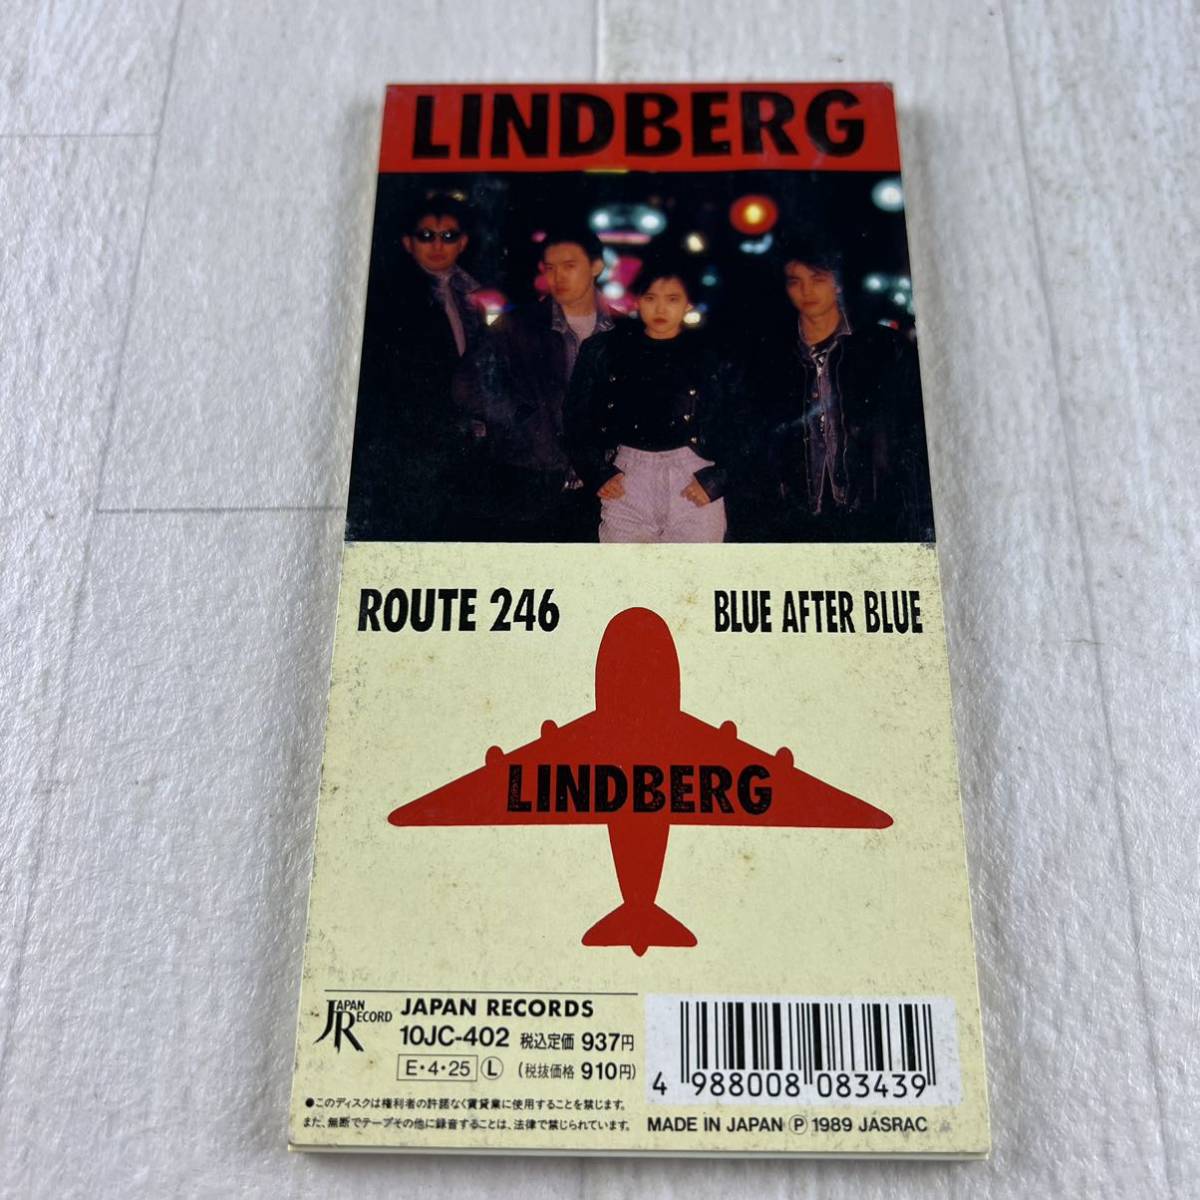 LINDBERG
ROUTE 246
BLUE AFTER BLUE
LINDBERG
JAPAN RECORD
JAPAN RECORDS
10JC-402 税込定価 937円
E・4・25 Ⓛ (税抜価格 910円)
●このディスクは権利者の許諾なく賃貸業に使用することを禁じます。
また、無断でテープその他に録音することは、法律で禁じられています。
4 988008 083439
MADE IN JAPAN Ⓟ 1989 JASRAC